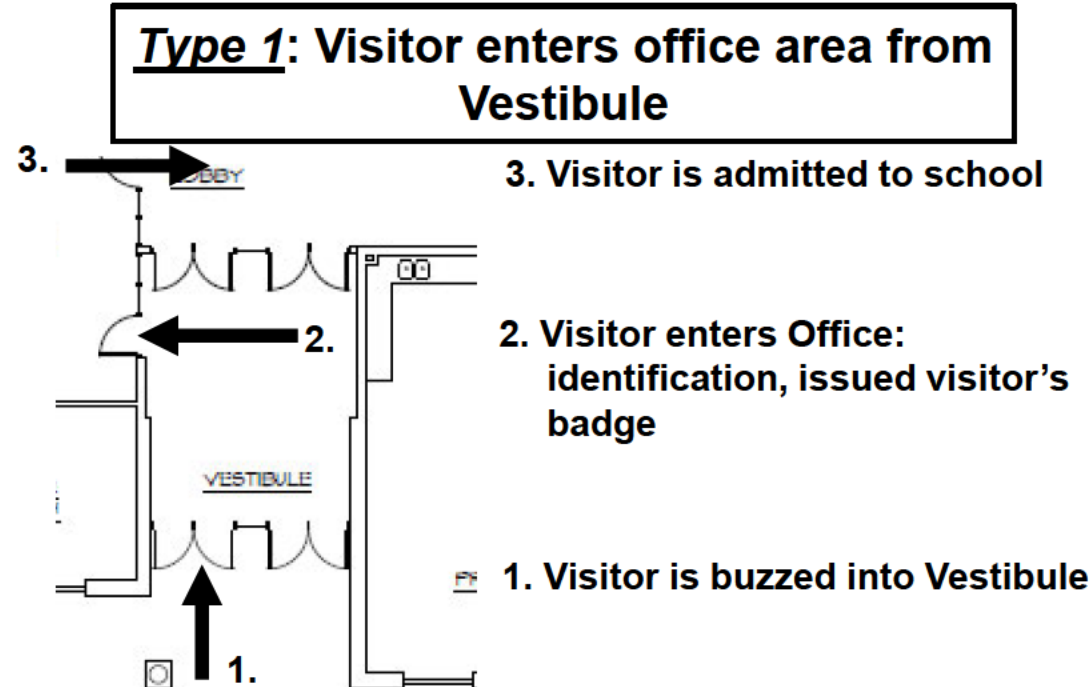 Type 1: Visitor enters office area from
Vestibule
3.
LOBBY
3. Visitor is admitted to school
2.
2. Visitor enters Office:
identification, issued visitor's
badge
VESTIBULE
1. Visitor is buzzed into Vestibule
1.